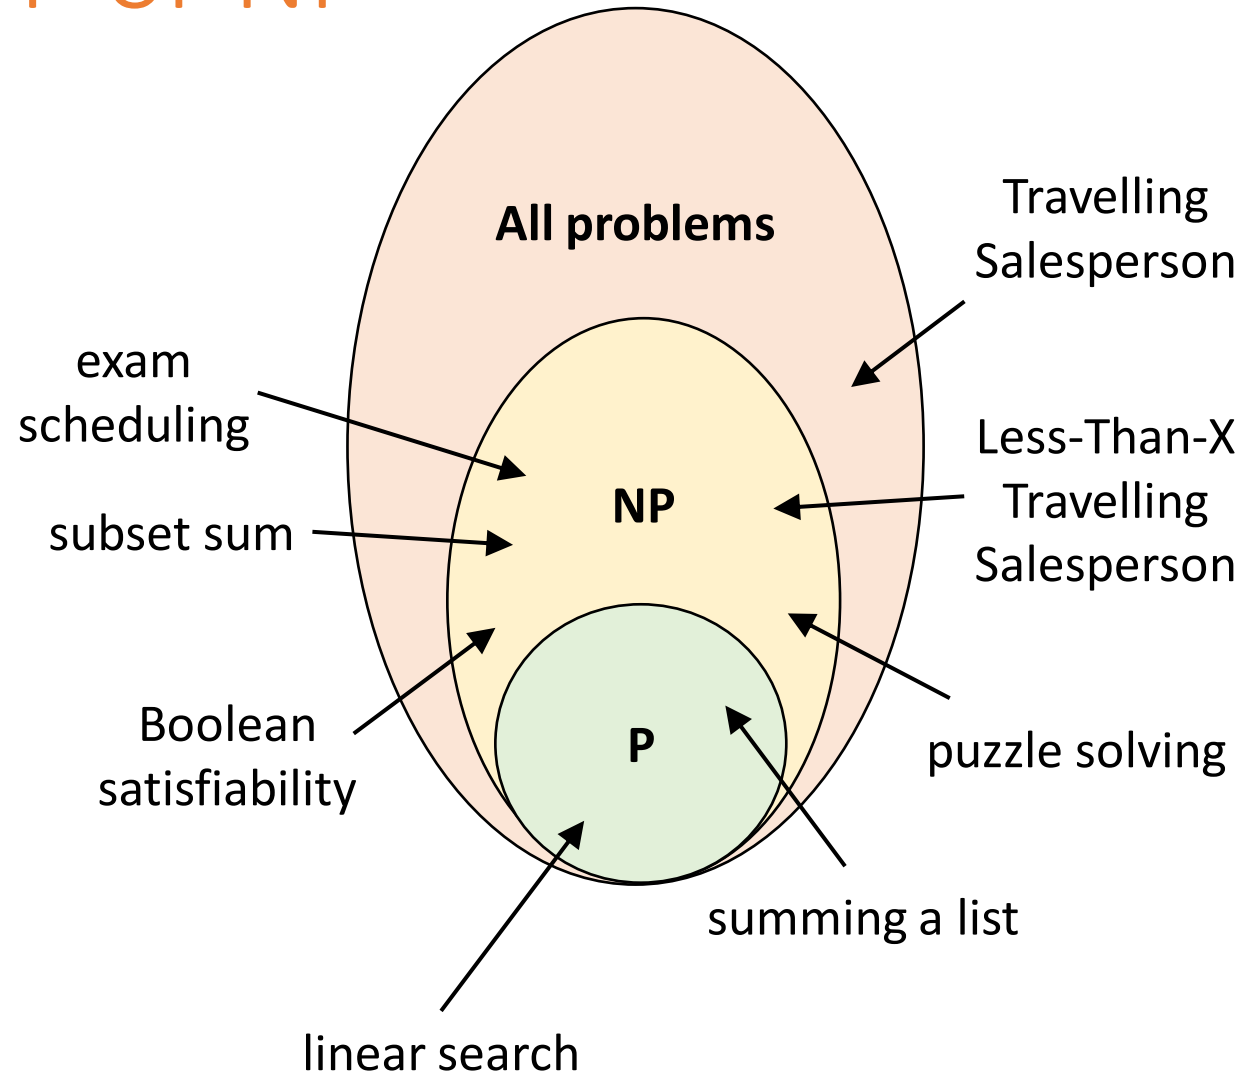 All problems
Travelling
Salesperson
exam
scheduling
Less-Than-X
Travelling
Salesperson
NP
subset sum
Boolean
satisfiability
P
puzzle solving
summing a list
linear search